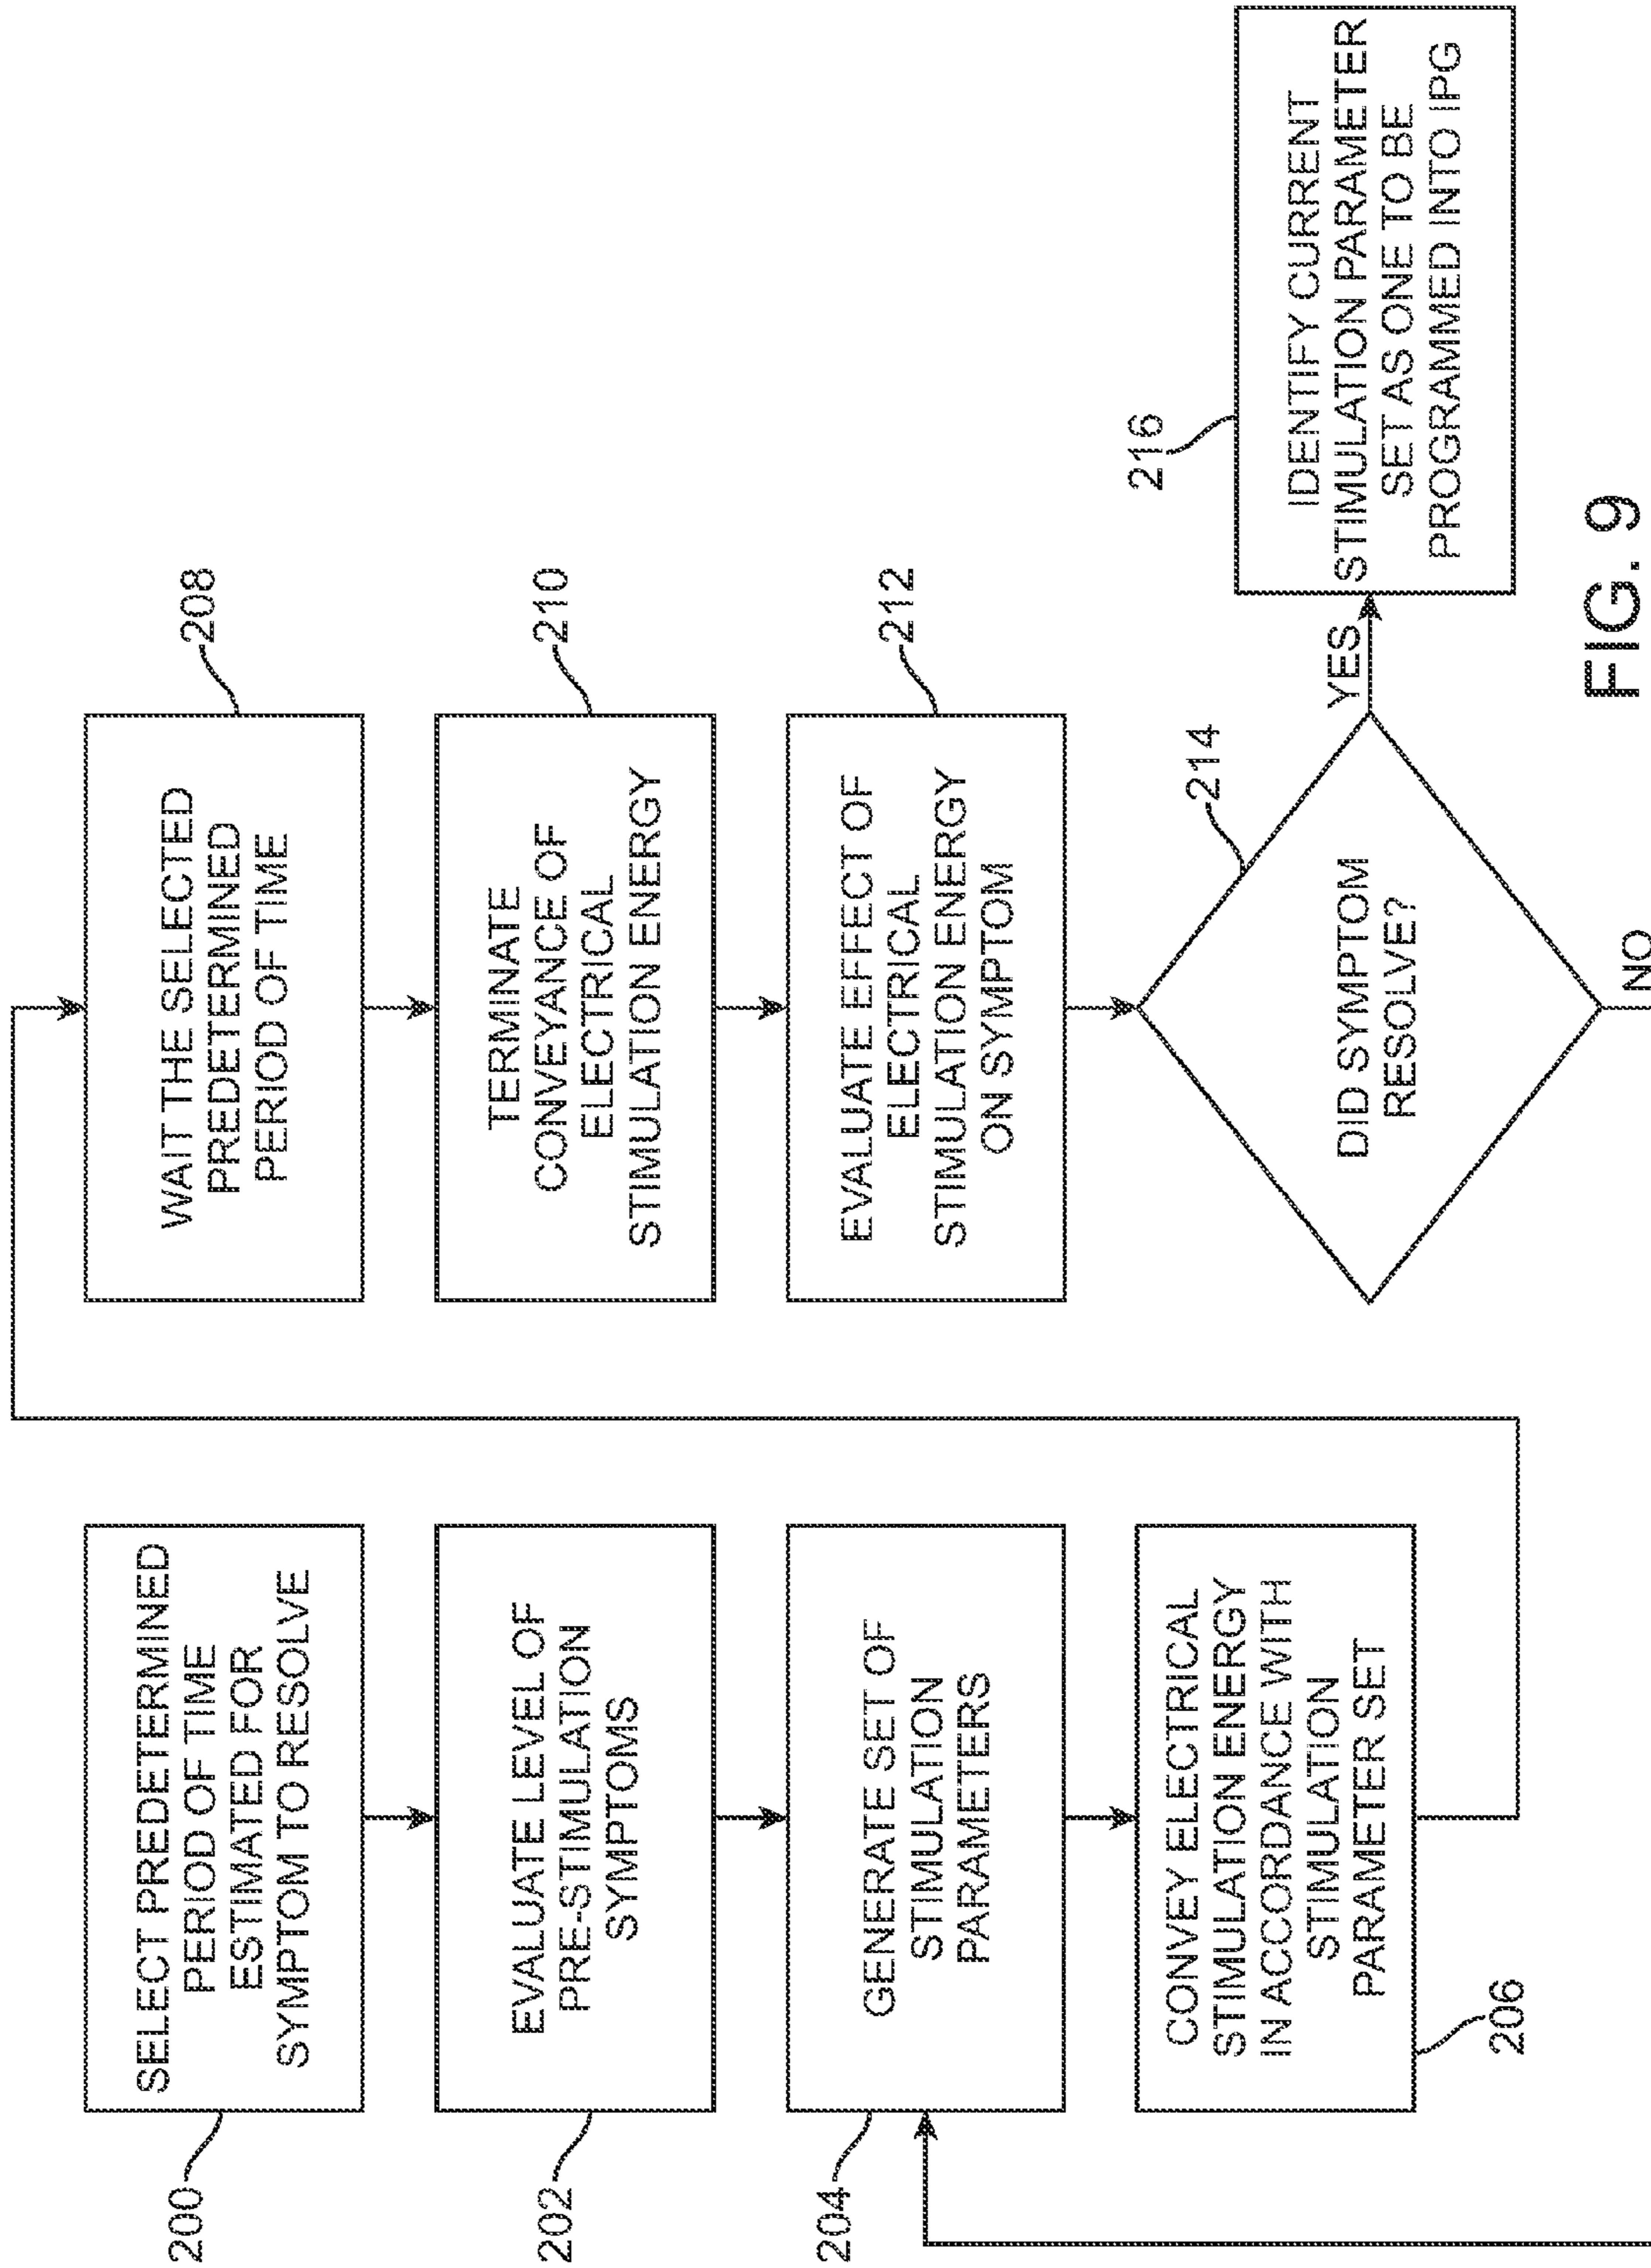 200
SELECT PREDETERMINED
PERIOD OF TIME
ESTIMATED FOR
SYMPTOM TO RESOLVE
202
EVALUATE LEVEL OF
PRE-STIMULATION
SYMPTOMS
204
GENERATE SET OF
STIMULATION
PARAMETERS
CONVEY ELECTRICAL
STIMULATION ENERGY
IN ACCORDANCE WITH
STIMULATION
PARAMETER SET
206
WAIT THE SELECTED
PREDETERMINED
PERIOD OF TIME
208
TERMINATE
CONVEYANCE OF
ELECTRICAL
STIMULATION ENERGY
210
EVALUATE EFFECT OF
ELECTRICAL
STIMULATION ENERGY
ON SYMPTOM
212
214
DID SYMPTOM
RESOLVE?
YES
NO
216
IDENTIFY CURRENT
STIMULATION PARAMETER
SET AS ONE TO BE
PROGRAMMED INTO IPG
FIG. 9